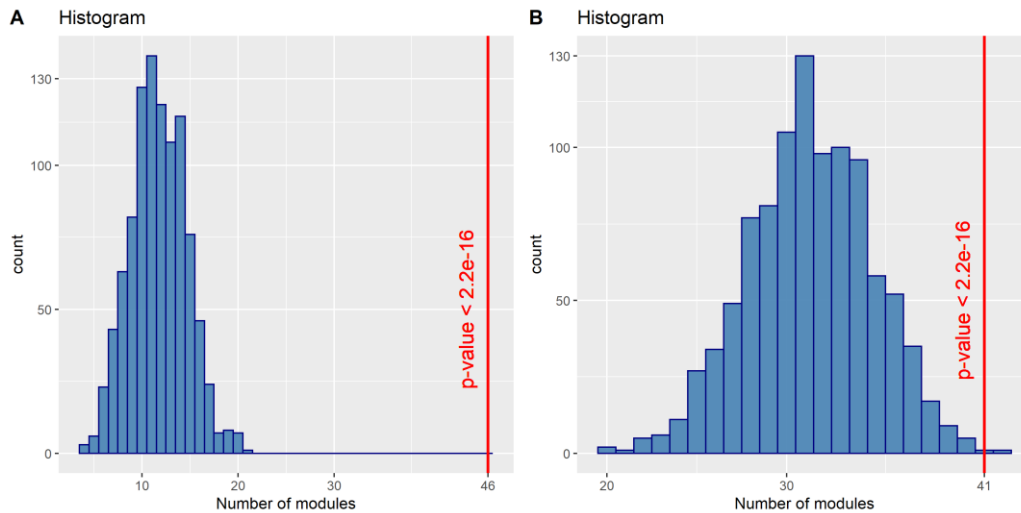 A Histogram
130
100
50
0
count
p-value < 2.2e-16
10 20 30 46
Number of modules
B Histogram
130
100
50
0
count
p-value < 2.2e-16
20 30 41
Number of modules